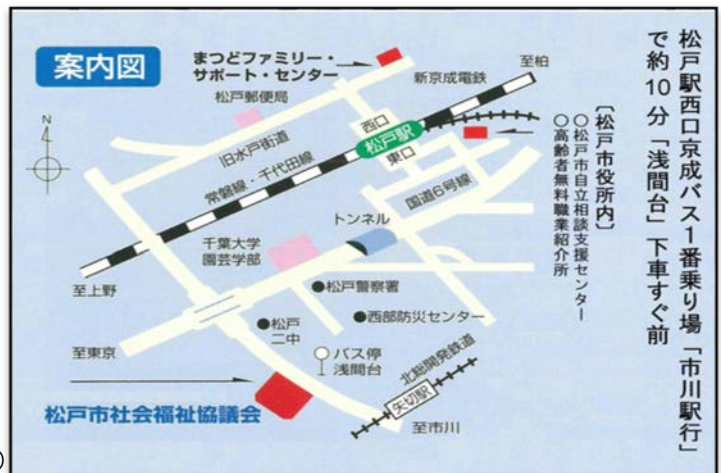 案内図
まつどファミリー・
サポート・センター
松戸郵便局
新京成電鉄
至柏
N
旧水戸街道
西口
松戸駅
東口
常磐線・千代田線
国道6号線
トンネル
千葉大学
園芸学部
至上野
松戸警察署
松戸
二中
西部防災センター
至東京
バス停
浅間台
北総開発鉄道
矢切駅
至市川
松戸市社会福祉協議会
松戸駅西口京成バス1番乗り場「市川駅行」
で約10分「浅間台」下車すぐ前
〔松戸市役所内〕
○松戸市自立相談支援センター
○高齢者無料職業紹介所
)